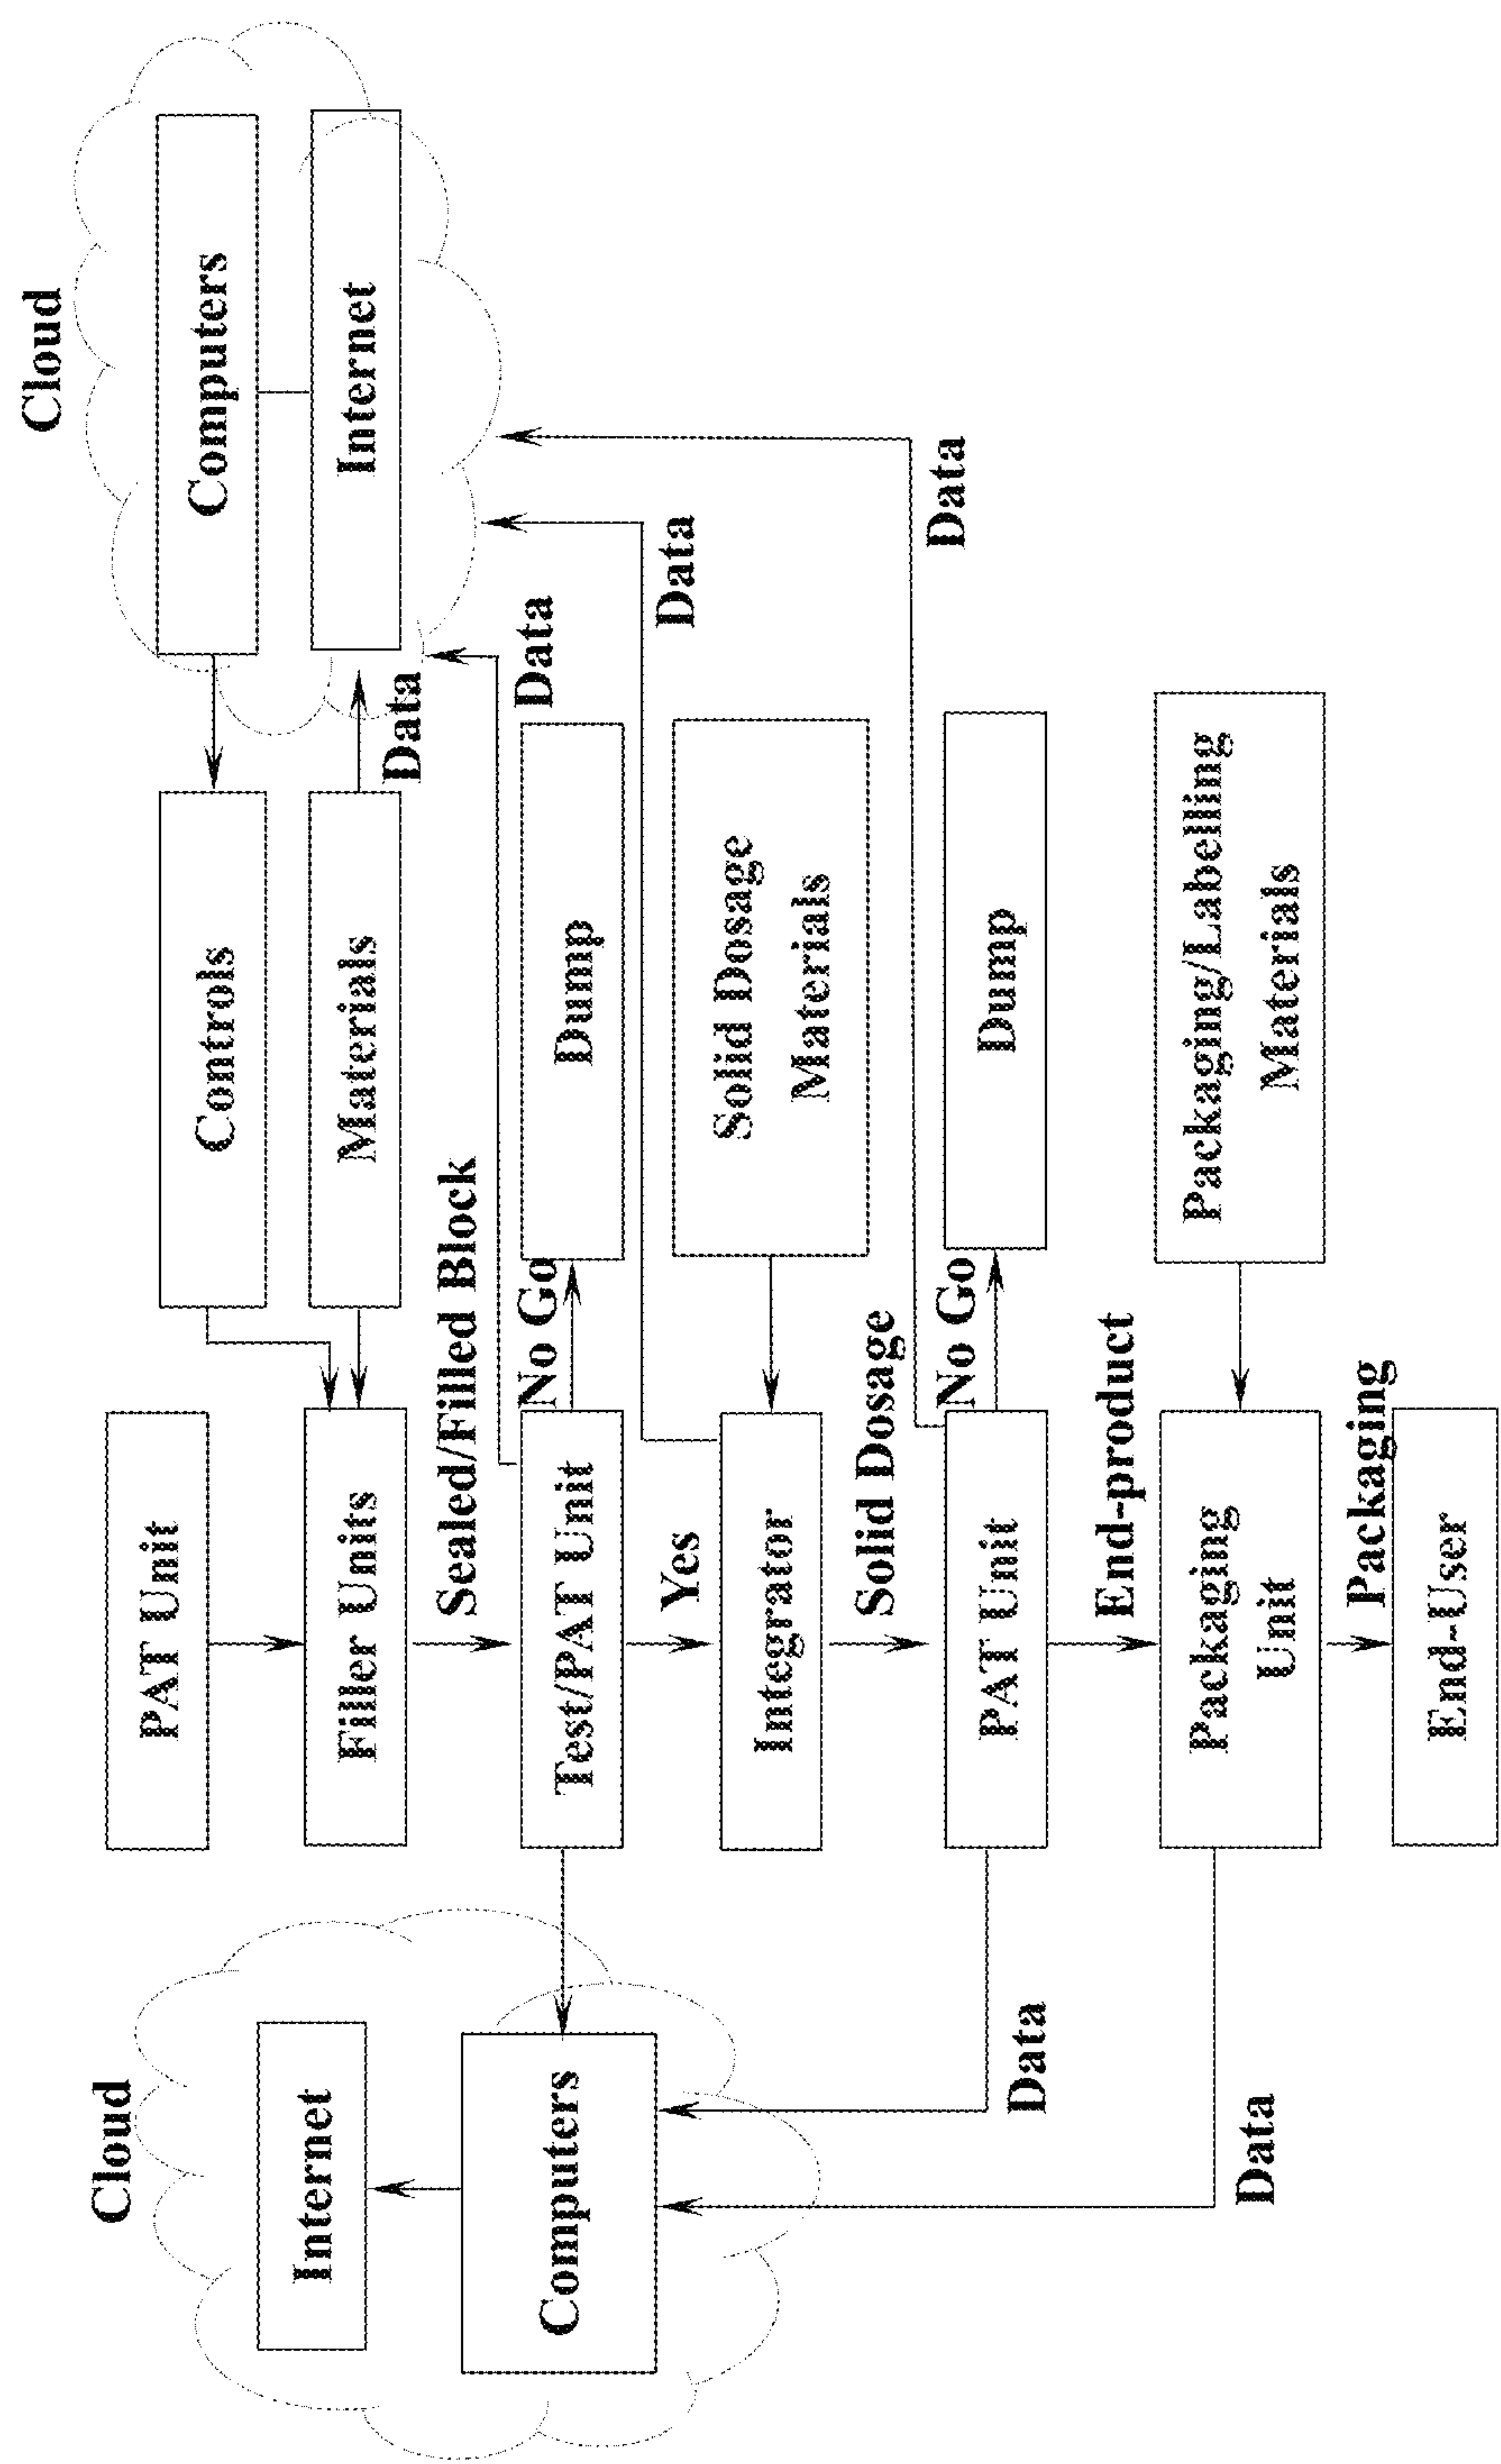 Cloud
Cloud
PAT Unit
Computers
Controls
Internet
Internet
Filler Units
Materials
Data
Sealed/Filled Block
Computers
Test/PAT Unit
No Go
Dump
Data
Yes
Data
Integrator
Solid Dosage
Materials
Solid Dosage
Data
PAT Unit
No Go
Dump
Data
End-product
Packaging
Unit
Packaging/Labelling
Materials
Data
Packaging
End-User